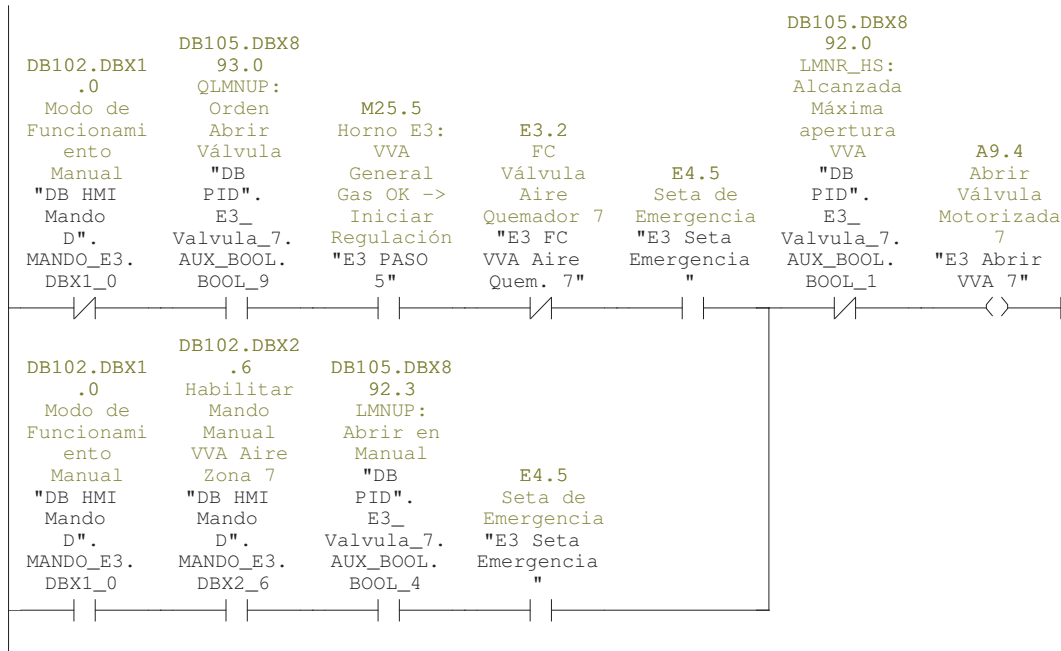 DB102.DBX1
.0
Modo de
Funcionami
ento
Manual
"DB HMI
Mando
D".
MANDO_E3.
DBX1_0
DB105.DBX8
93.0
QLMNUP:
Orden
Abrir
Válvula
"DB
PID".
E3_
Valvula_7.
AUX_BOOL.
BOOL_9
M25.5
Horno E3:
VVA
General
Gas OK ->
Iniciar
Regulación
"E3 PASO
5"
E3.2
FC
Válvula
Aire
Quemador 7
"E3 FC
VVA Aire
Quem. 7"
E4.5
Seta de
Emergencia
"E3 Seta
Emergencia
"
DB105.DBX8
92.0
LMNR_HS:
Alcanzada
Máxima
apertura
VVA
"DB
PID".
E3_
Valvula_7.
AUX_BOOL.
BOOL_1
A9.4
Abrir
Válvula
Motorizada
7
"E3 Abrir
VVA 7"
DB102.DBX1
.0
Modo de
Funcionami
ento
Manual
"DB HMI
Mando
D".
MANDO_E3.
DBX1_0
DB102.DBX2
.6
Habilitar
Mando
Manual
VVA Aire
Zona 7
"DB HMI
Mando
D".
MANDO_E3.
DBX2_6
DB105.DBX8
92.3
LMNUP:
Abrir en
Manual
"DB
PID".
E3_
Valvula_7.
AUX_BOOL.
BOOL_4
E4.5
Seta de
Emergencia
"E3 Seta
Emergencia
"